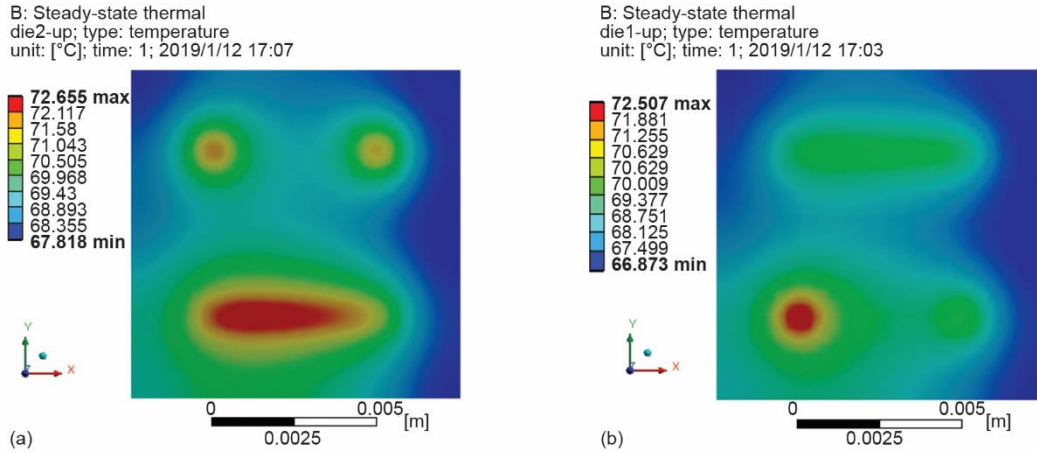 B: Steady-state thermal
die2-up; type: temperature
unit: [°C]; time: 1; 2019/1/12 17:07
72.655 max
72.117
71.58
71.043
70.505
69.968
69.43
68.893
68.355
67.818 min
Y
Z
X
0
0.005
[m]
0.0025
(a)
B: Steady-state thermal
die1-up; type: temperature
unit: [°C]; time: 1; 2019/1/12 17:03
72.507 max
71.881
71.255
70.629
70.629
70.009
69.377
68.751
68.125
67.499
66.873 min
Y
Z
X
0
0.005
[m]
0.0025
(b)